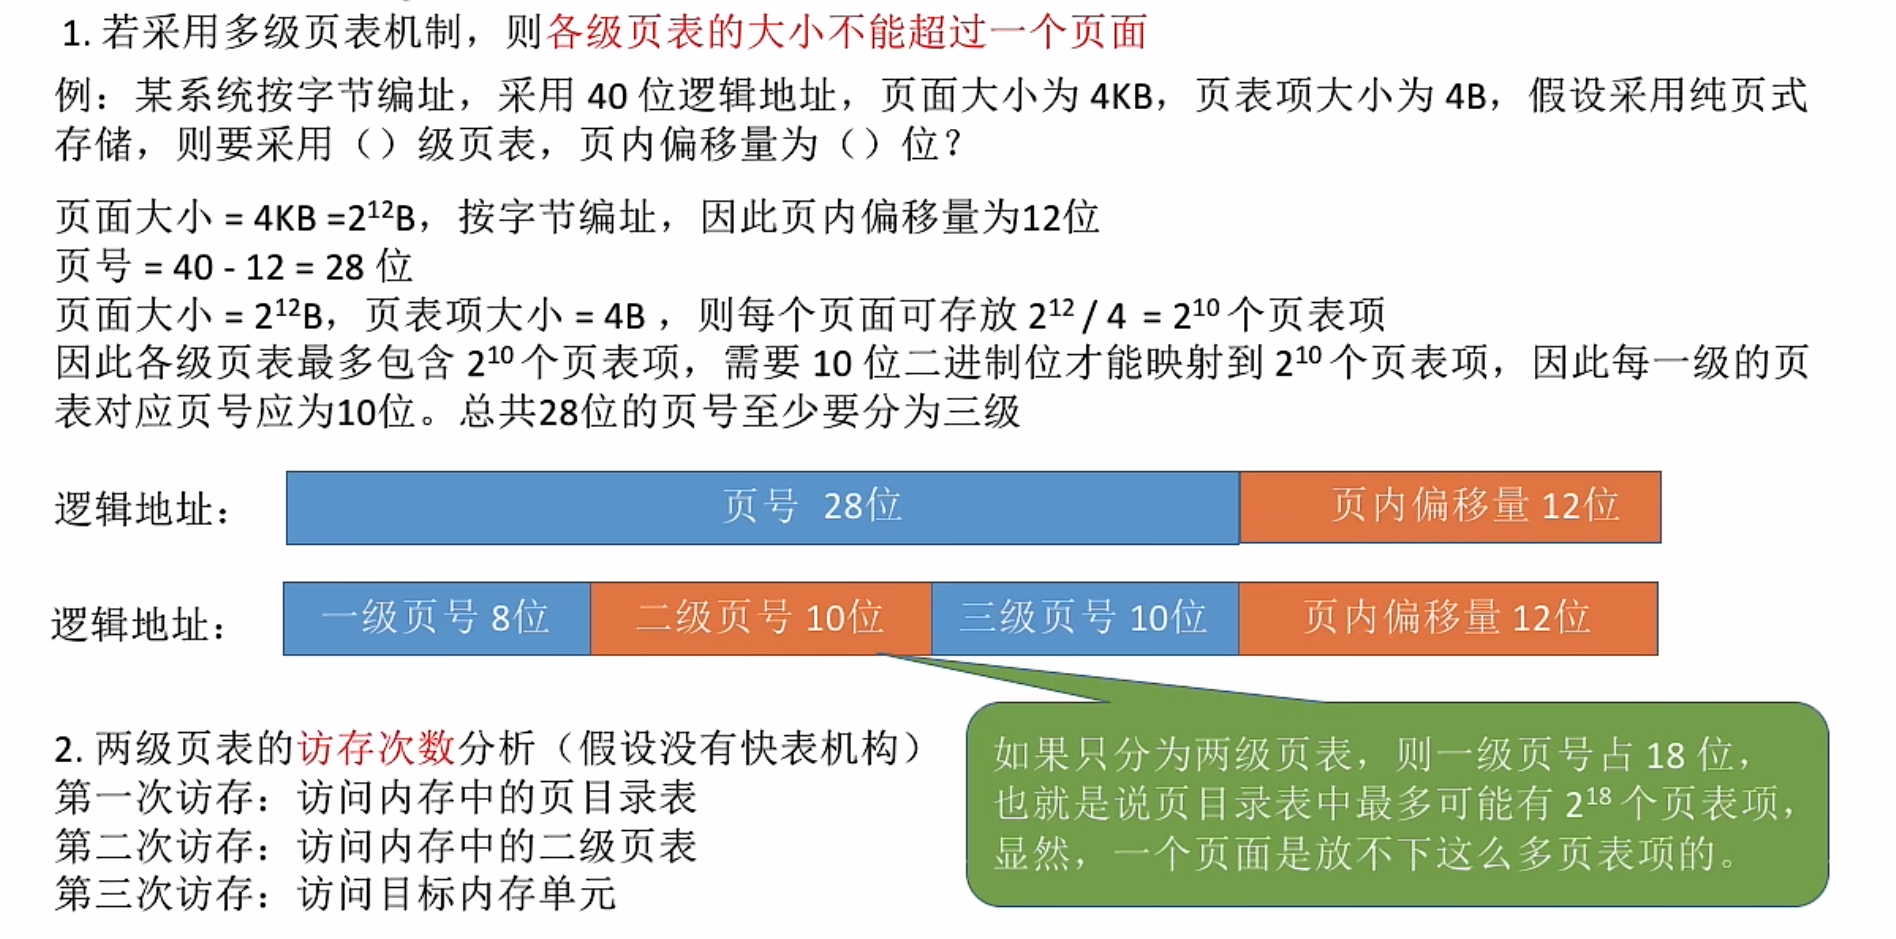 1. 若采用多级页表机制，则各级页表的大小不能超过一个页面
例：某系统按字节编址，采用 40 位逻辑地址，页面大小为 4KB，页表项大小为 4B，假设采用纯页式
存储，则要采用（）级页表，页内偏移量为（）位？
页面大小 = 4KB =2¹²B，按字节编址，因此页内偏移量为12位
页号 = 40 - 12 = 28 位
页面大小 = 2¹²B，页表项大小 = 4B ，则每个页面可存放 2¹² / 4 = 2¹⁰ 个页表项
因此各级页表最多包含 2¹⁰ 个页表项，需要 10 位二进制位才能映射到 2¹⁰ 个页表项，因此每一级的页
表对应页号应为10位。总共28位的页号至少要分为三级
逻辑地址： 页号 28位 页内偏移量 12位
逻辑地址： 一级页号 8位 二级页号 10位 三级页号 10位 页内偏移量 12位
2. 两级页表的访存次数分析（假设没有快表机构）
第一次访存：访问内存中的页目录表
第二次访存：访问内存中的二级页表
第三次访存：访问目标内存单元
如果只分为两级页表，则一级页号占 18 位，
也就是说页目录表中最多可能有 2¹⁸ 个页表项，
显然，一个页面是放不下这么多页表项的。